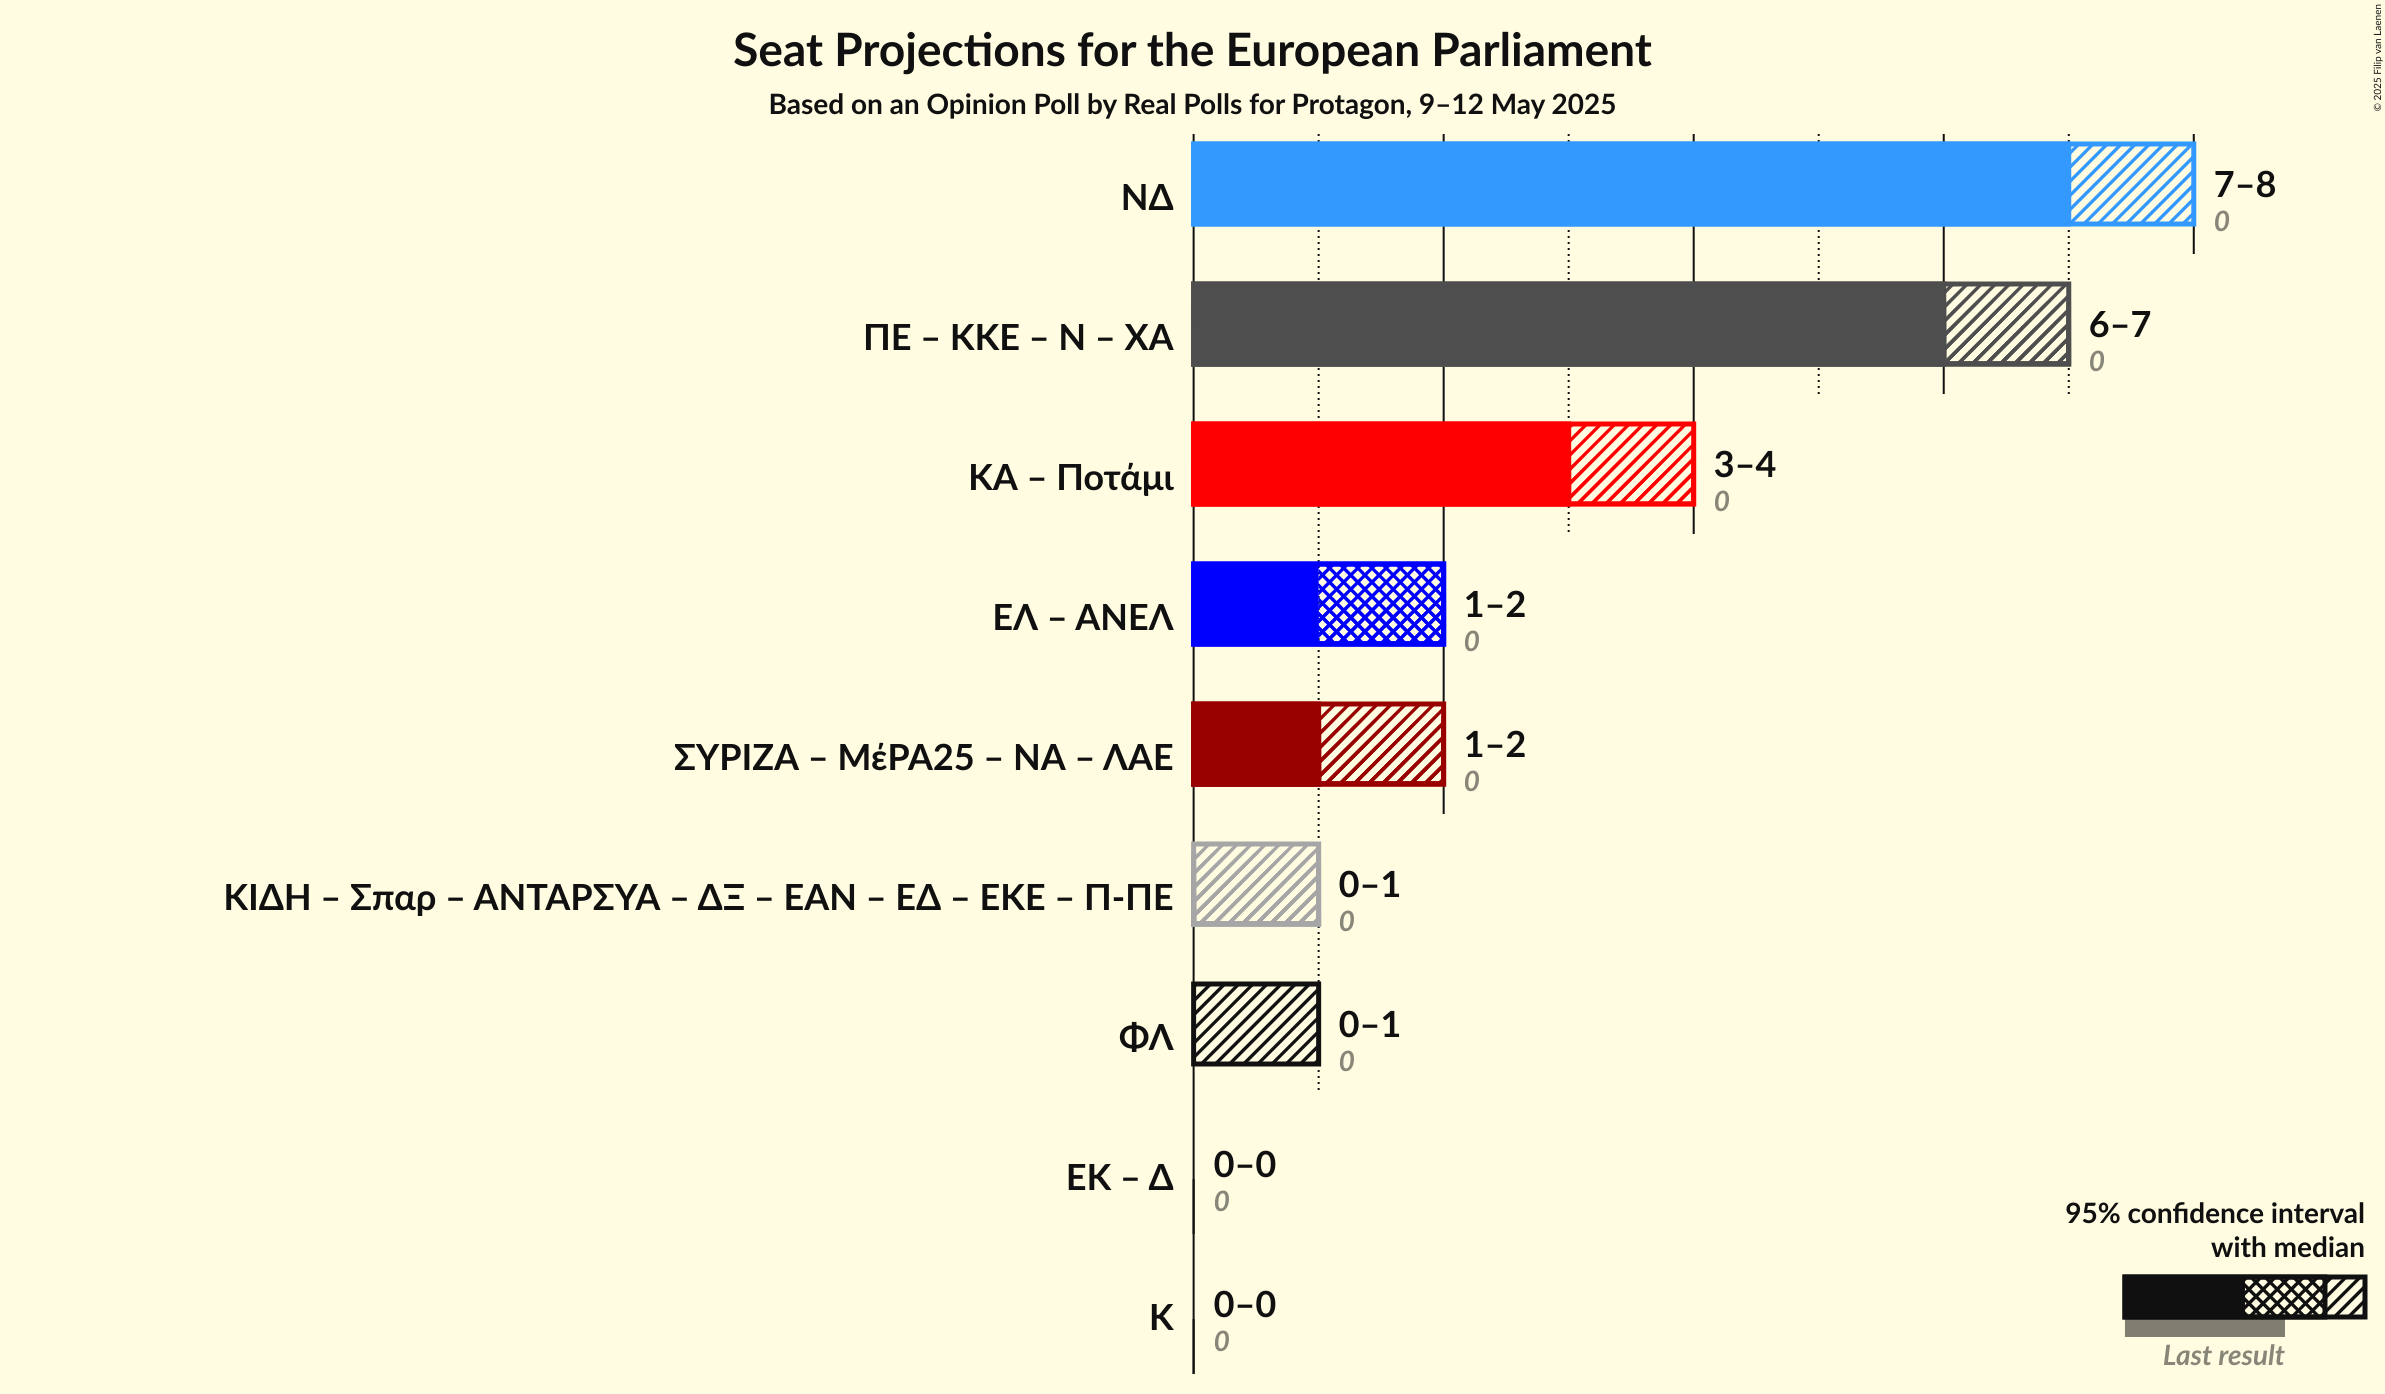 © 2025 Filip van Laenen
Seat Projections for the European Parliament
Based on an Opinion Poll by Real Polls for Protagon, 9–12 May 2025
ΝΔ
7–8
0
ΠΕ – ΚΚΕ – Ν – ΧΑ
6–7
0
ΚΑ – Ποτάμι
3–4
0
ΕΛ – ΑΝΕΛ
1–2
0
ΣΥΡΙΖΑ – ΜέΡΑ25 – ΝΑ – ΛΑΕ
1–2
0
ΚΙΔΗ – Σπαρ – ΑΝΤΑΡΣΥΑ – ΔΞ – ΕΑΝ – ΕΔ – ΕΚΕ – Π-ΠΕ
0–1
0
ΦΛ
0–1
0
ΕΚ – Δ
0–0
0
Κ
0–0
0
95% confidence interval
with median
Last result